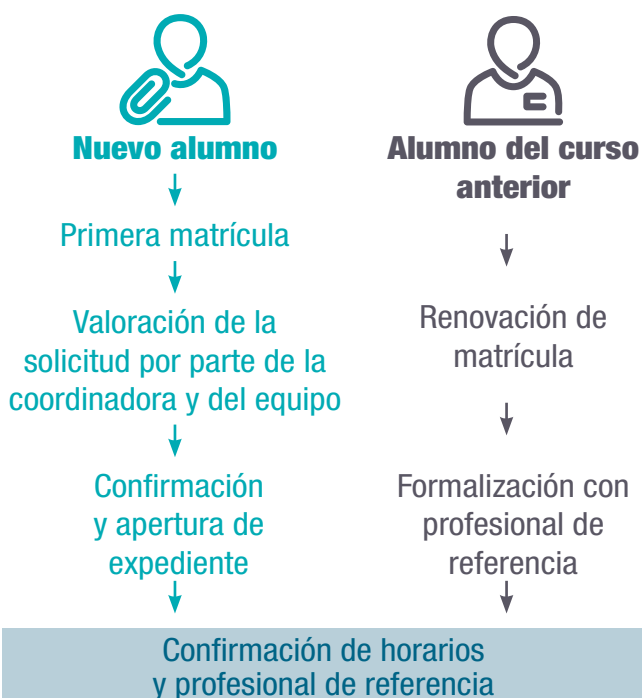 Nuevo alumno
Primera matrícula
Valoración de la
solicitud por parte de la
coordinadora y del equipo
Confirmación
y apertura de
expediente
Alumno del curso
anterior
Renovación de
matrícula
Formalización con
profesional de
referencia
Confirmación de horarios
y profesional de referencia